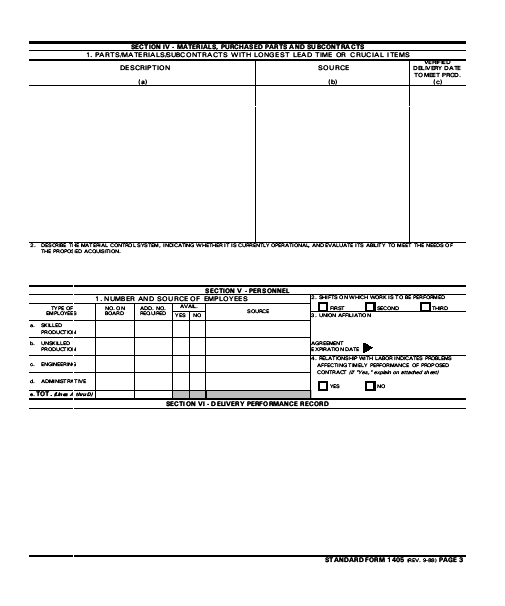 SECTION IV - MATERIALS, PURCHASED PARTS AND SUBCONTRACTS
1. PARTS/MATERIALS/SUBCONTRACTS WITH LONGEST LEAD TIME OR CRUCIAL ITEMS
DESCRIPTION
(a)
SOURCE
(b)
VERIFIED
DELIVERY DATE
TO MEET PROD.
(c)
2. DESCRIBE THE MATERIAL CONTROL SYSTEM, INDICATING WHETHER IT IS CURRENTLY OPERATIONAL, AND EVALUATE ITS ABILITY TO MEET THE NEEDS OF
THE PROPOSED ACQUISITION.
SECTION V - PERSONNEL
1. NUMBER AND SOURCE OF EMPLOYEES
TYPE OF
EMPLOYEES
NO. ON
BOARD
ADD. NO.
REQUIRED
AVAIL.
YES NO
SOURCE
a. SKILLED
PRODUCTION
b. UNSKILLED
PRODUCTION
c. ENGINEERING
d. ADMINISTRATIVE
e. TOT. (Lines A thru D)
2. SHIFTS ON WHICH WORK IS TO BE PERFORMED
FIRST SECOND THIRD
3. UNION AFFILIATION
AGREEMENT
EXPIRATION DATE
4. RELATIONSHIP WITH LABOR INDICATES PROBLEMS
AFFECTING TIMELY PERFORMANCE OF PROPOSED
CONTRACT (If "Yes," explain on attached sheet)
YES NO
SECTION VI - DELIVERY PERFORMANCE RECORD
STANDARD FORM 1405 (REV. 9-88) PAGE 3